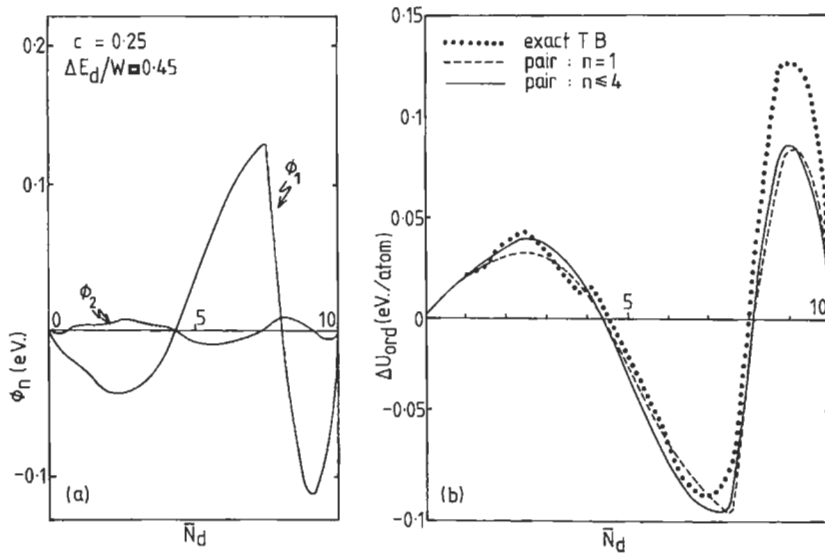 0·2
c = 0·25
ΔE_d/W = 0·45
0·1
ϕ_1
ϕ_2
0
5
10
ϕ_n (eV.)
−0·1
(a)
N̄_d
0·15
exact T B
pair : n=1
pair : n≤4
0·10
0·05
0
5
10
ΔU_ord (eV./atom)
−0·05
−0·1
(b)
N̄_d